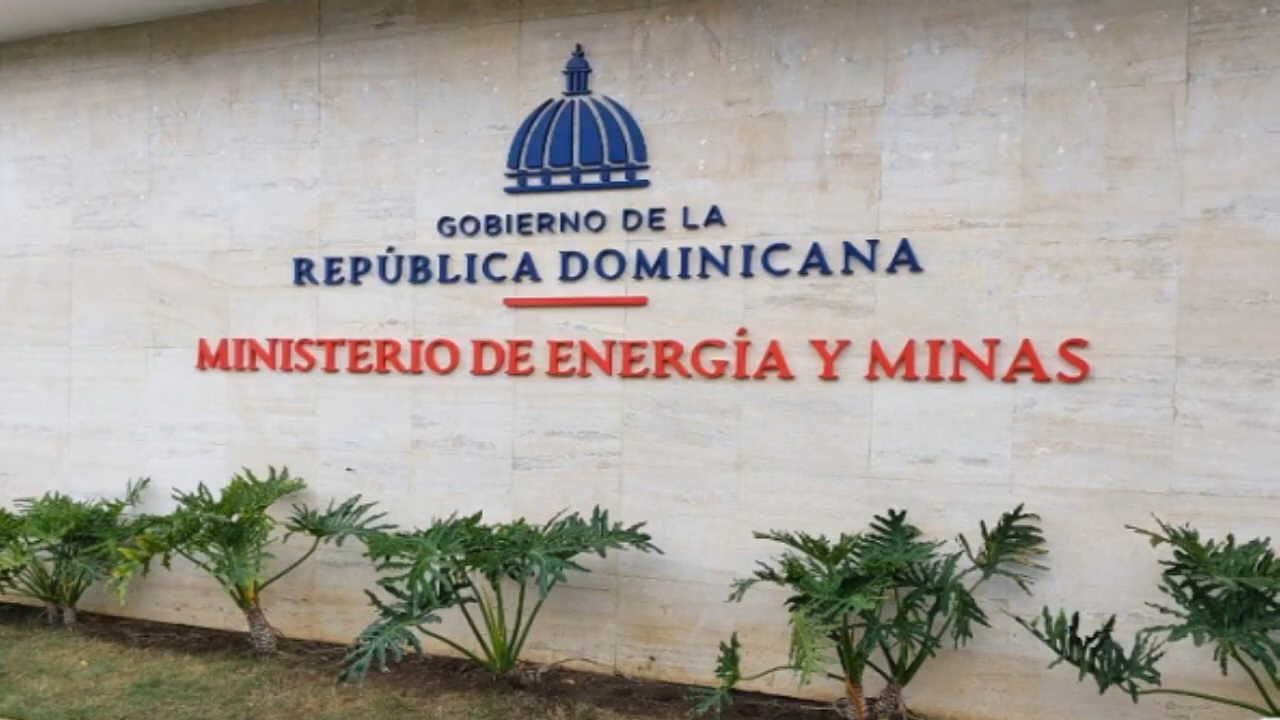 GOBIERNO DE LA
REPÚBLICA DOMINICANA
MINISTERIO DE ENERGÍA Y MINAS